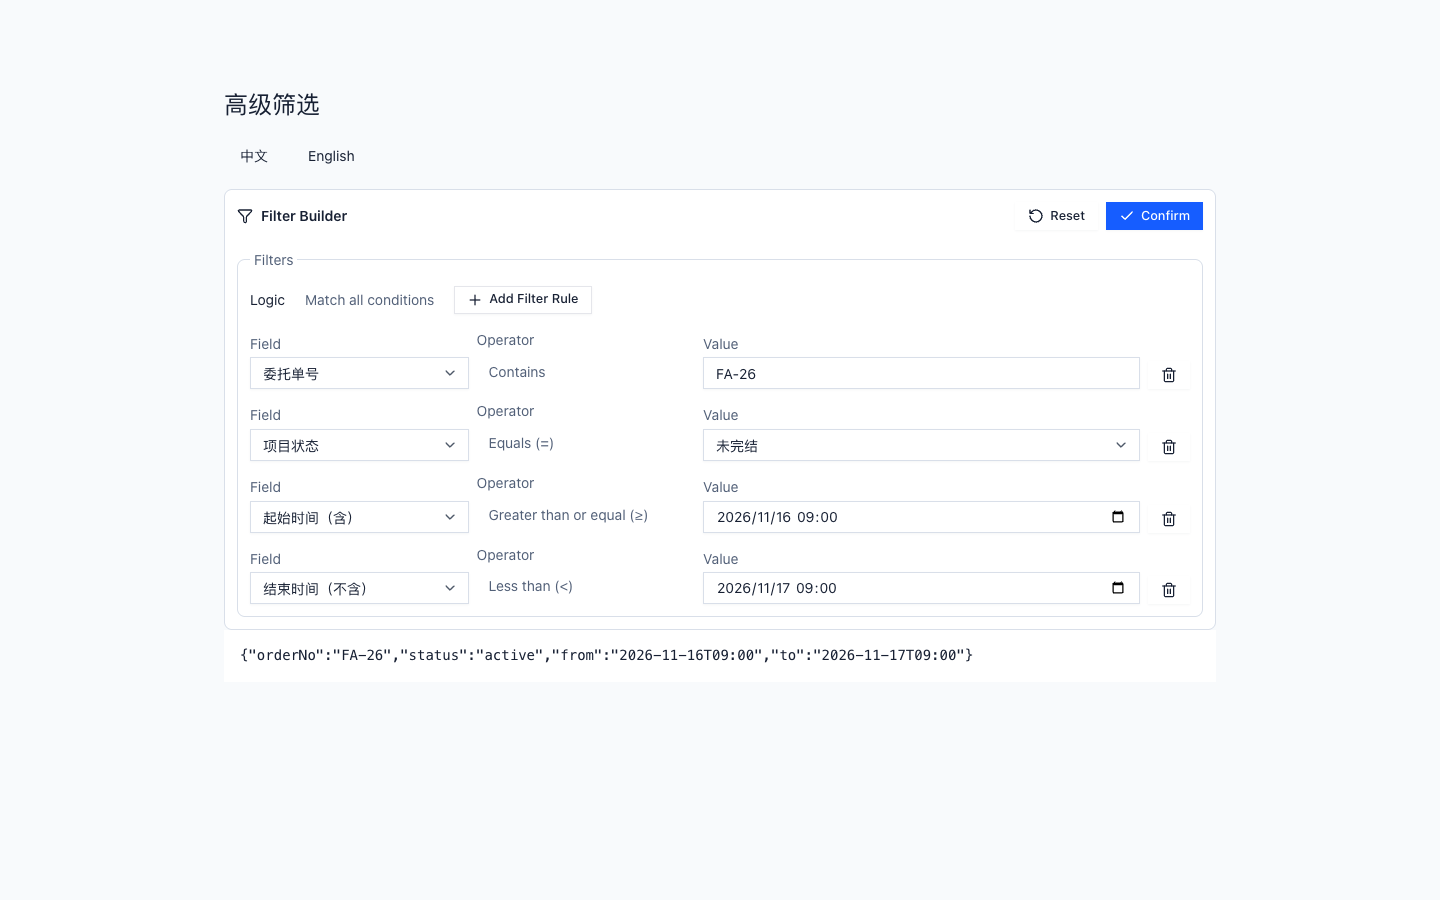 高级筛选
中文 English
Filter Builder Reset Confirm
Filters
Logic Match all conditions Add Filter Rule
Field Operator Value
委托单号 Contains FA-26
Field Operator Value
项目状态 Equals (=) 未完结
Field Operator Value
起始时间（含） Greater than or equal (≥) 2026/11/16 09:00
Field Operator Value
结束时间（不含） Less than (<) 2026/11/17 09:00
{"orderNo":"FA-26","status":"active","from":"2026-11-16T09:00","to":"2026-11-17T09:00"}